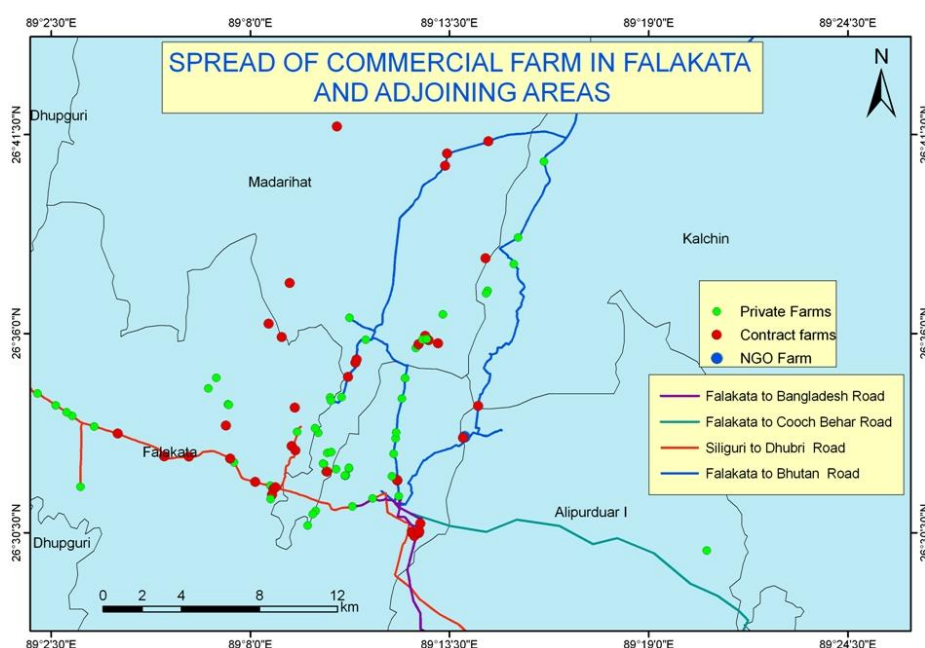 89°2'30"E 89°8'0"E 89°13'30"E 89°19'0"E 89°24'30"E
SPREAD OF COMMERCIAL FARM IN FALAKATA
AND ADJOINING AREAS
N
Dhupguri
26°41'30"N 26°41'30"N
Madarihat
Kalchin
Private Farms
Contract farms
NGO Farm
26°36'0"N 26°36'0"N
Falakata to Bangladesh Road
Falakata to Cooch Behar Road
Siliguri to Dhubri Road
Falakata to Bhutan Road
Falakata
Alipurduar I
Dhupguri
26°30'30"N 26°30'30"N
0 2 4 8 12
km
89°2'30"E 89°8'0"E 89°13'30"E 89°19'0"E 89°24'30"E